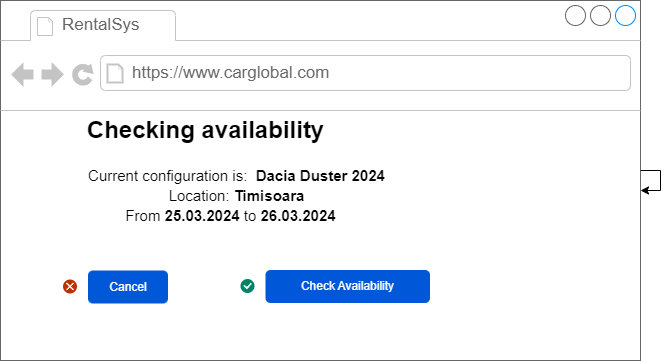 RentalSys
https://www.carglobal.com
Checking availability
Current configuration is: Dacia Duster 2024
Location: Timisoara
From 25.03.2024 to 26.03.2024
Cancel
Check Availability